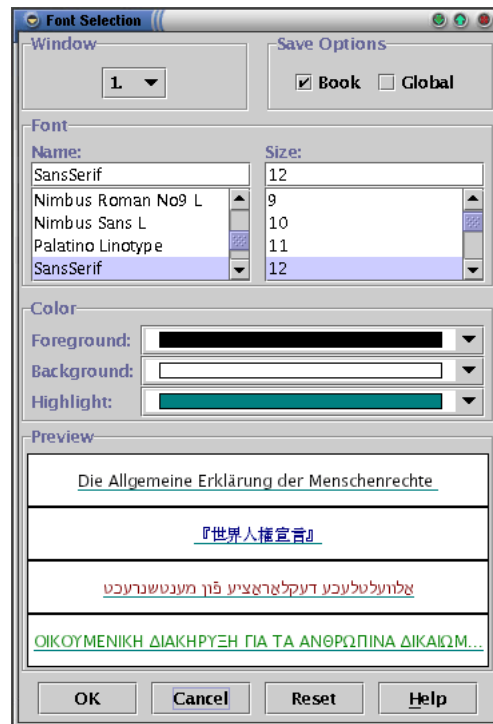 Font Selection
Window
Save Options
1.
Book
Global
Font
Name:
Size:
SansSerif
12
Nimbus Roman No9 L
9
Nimbus Sans L
10
Palatino Linotype
11
SansSerif
12
Color
Foreground:
Background:
Highlight:
Preview
Die Allgemeine Erklärung der Menschenrechte
『世界人権宣言』
אַלװעלטלעכע דעקלאַראַציע פֿון מענטשנרעכט
ΟΙΚΟΥΜΕΝΙΚΗ ΔΙΑΚΗΡΥΞΗ ΓΙΑ ΤΑ ΑΝΘΡΩΠΙΝΑ ΔΙΚΑΙΩΜ...
OK
Cancel
Reset
Help